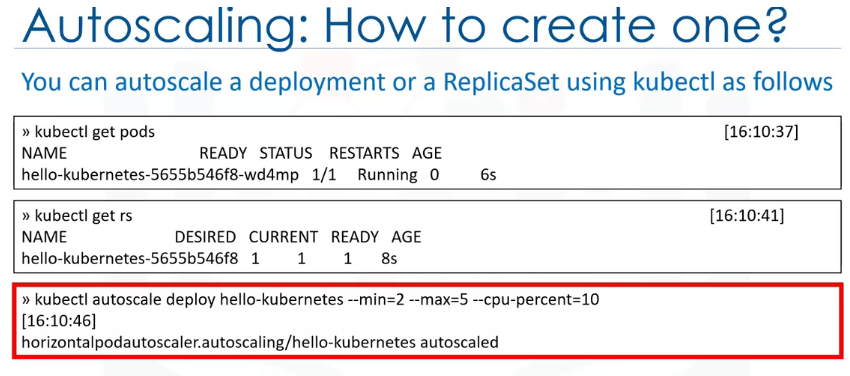 Autoscaling: How to create one?
You can autoscale a deployment or a ReplicaSet using kubectl as follows
» kubectl get pods [16:10:37]
NAME READY STATUS RESTARTS AGE
hello-kubernetes-5655b546f8-wd4mp 1/1 Running 0 6s
» kubectl get rs [16:10:41]
NAME DESIRED CURRENT READY AGE
hello-kubernetes-5655b546f8 1 1 1 8s
» kubectl autoscale deploy hello-kubernetes --min=2 --max=5 --cpu-percent=10
[16:10:46]
horizontalpodautoscaler.autoscaling/hello-kubernetes autoscaled